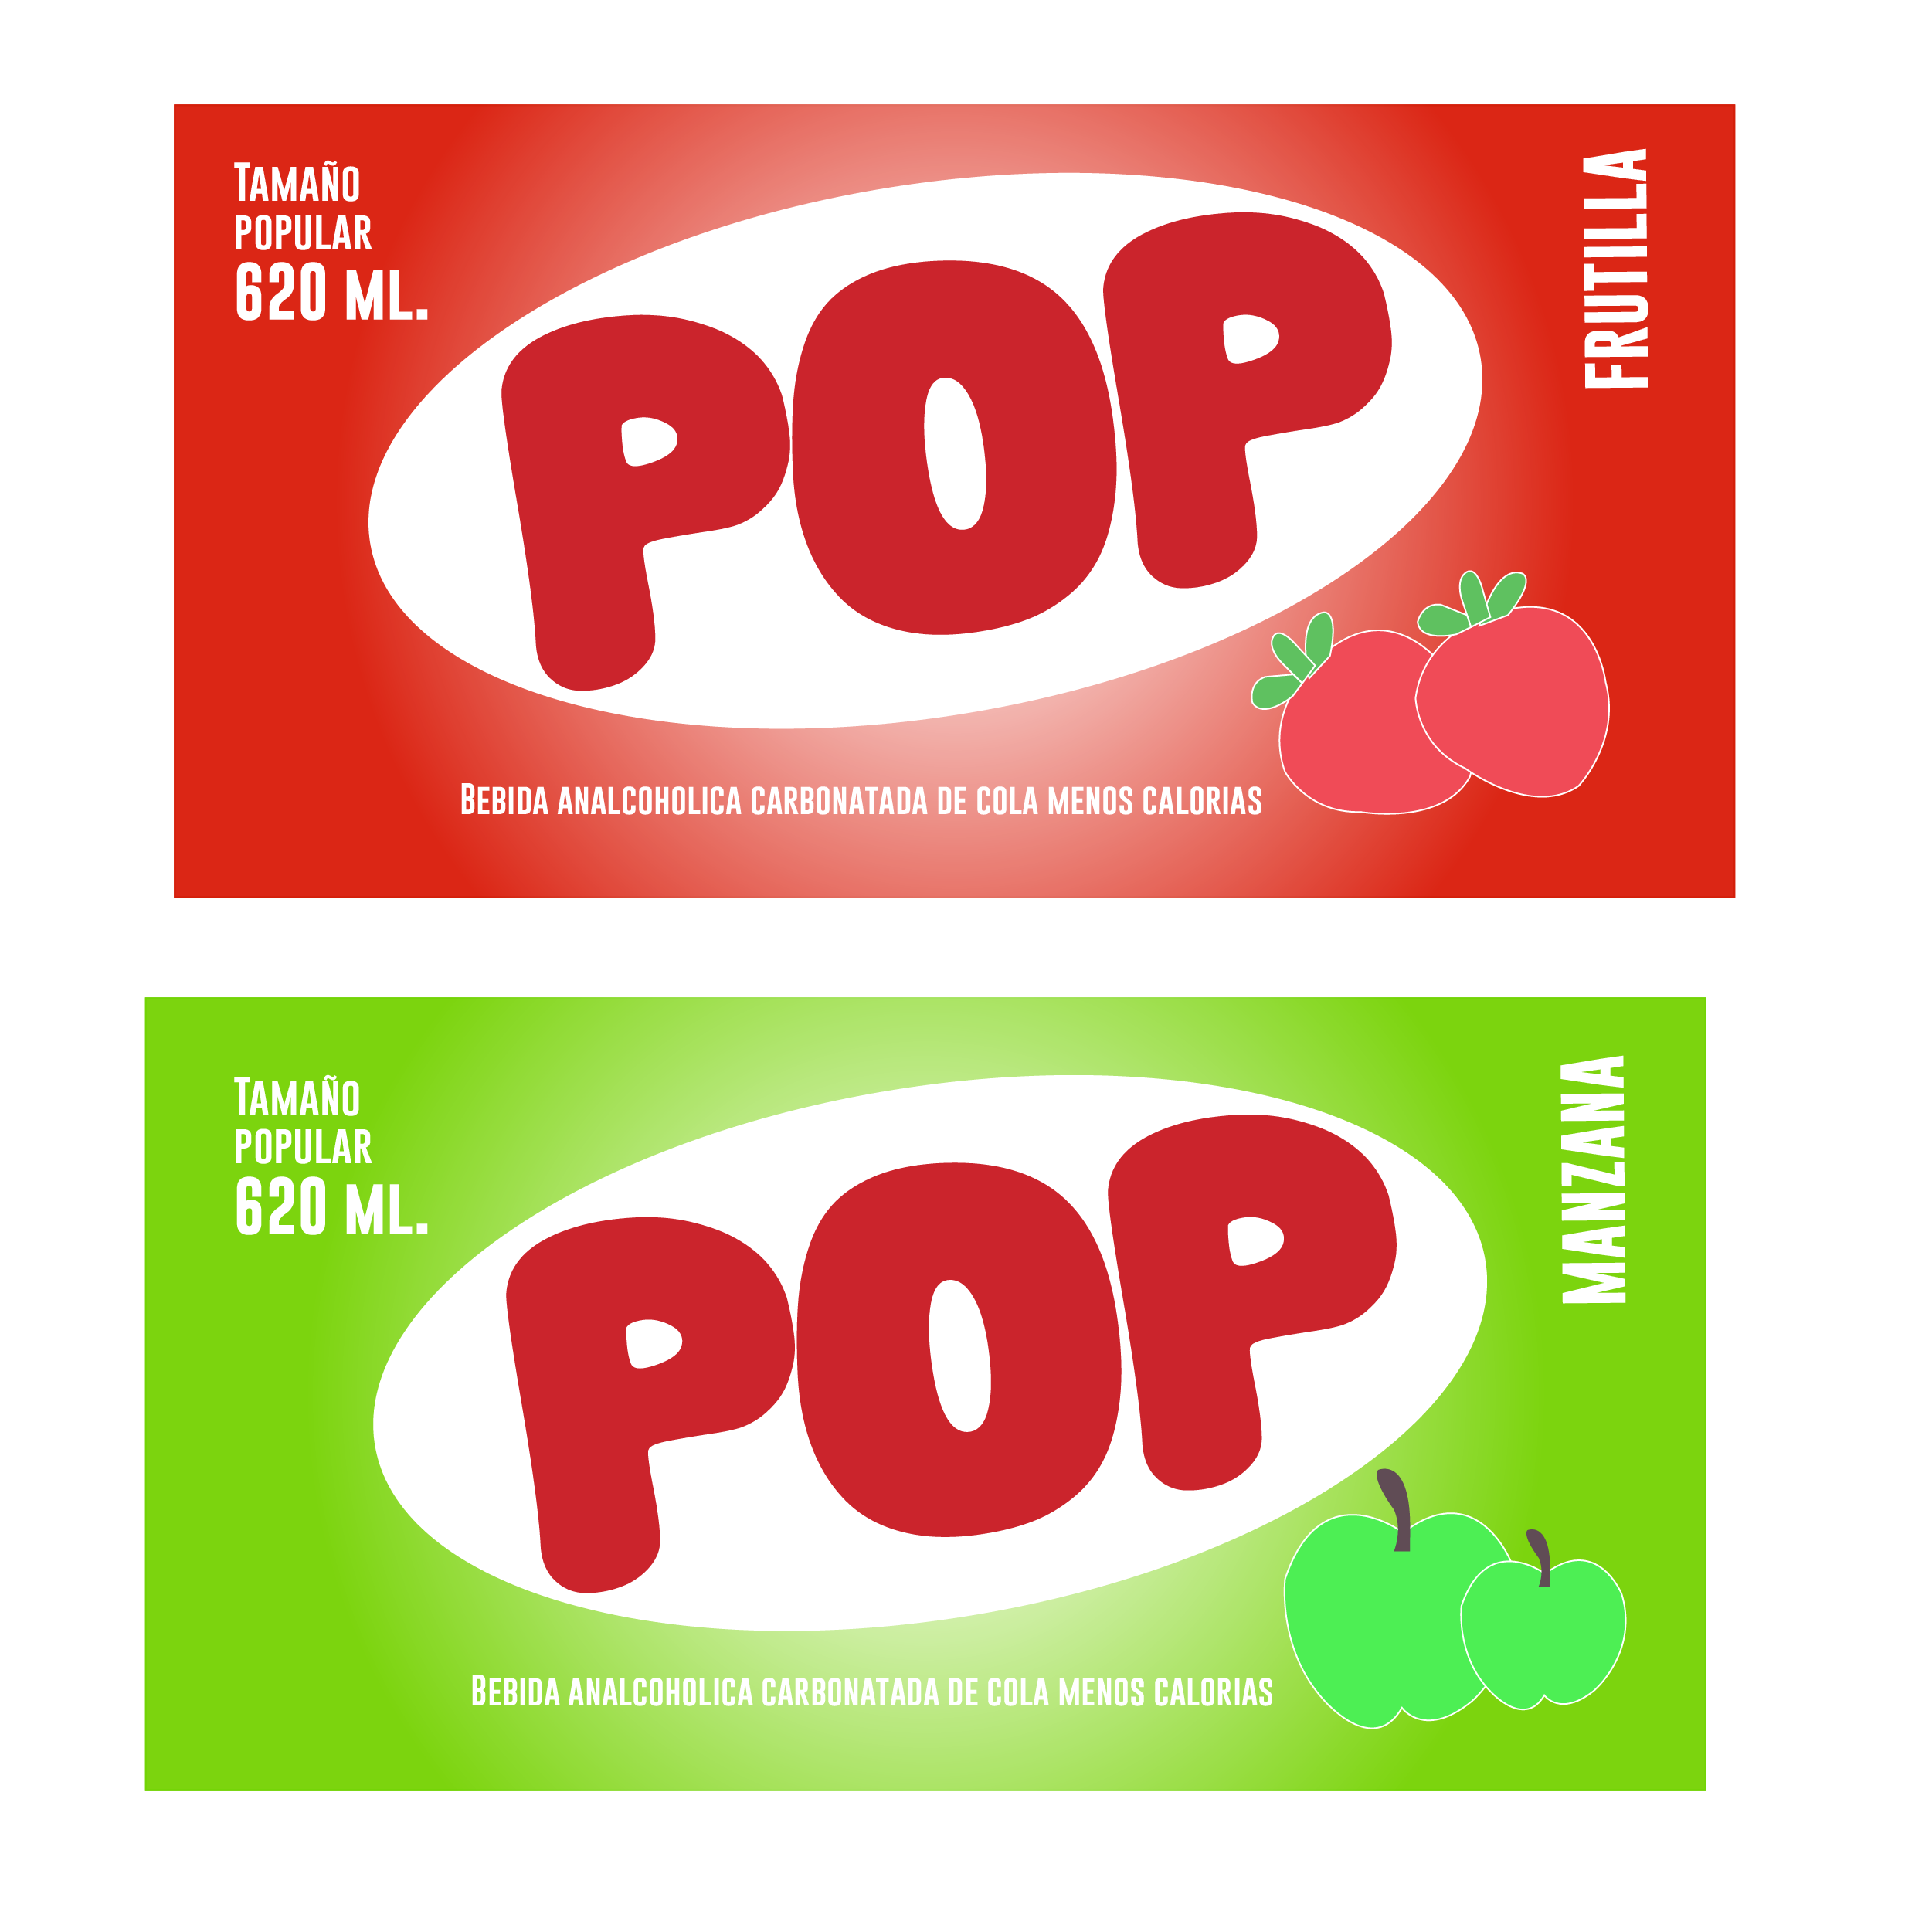 Tamaño
popular
620 ml.
POP
FRUTILLA
Bebida analcoholica carbonatada de cola menos calorias
Tamaño
popular
620 ml.
POP
MANZANA
Bebida analcoholica carbonatada de cola menos calorias